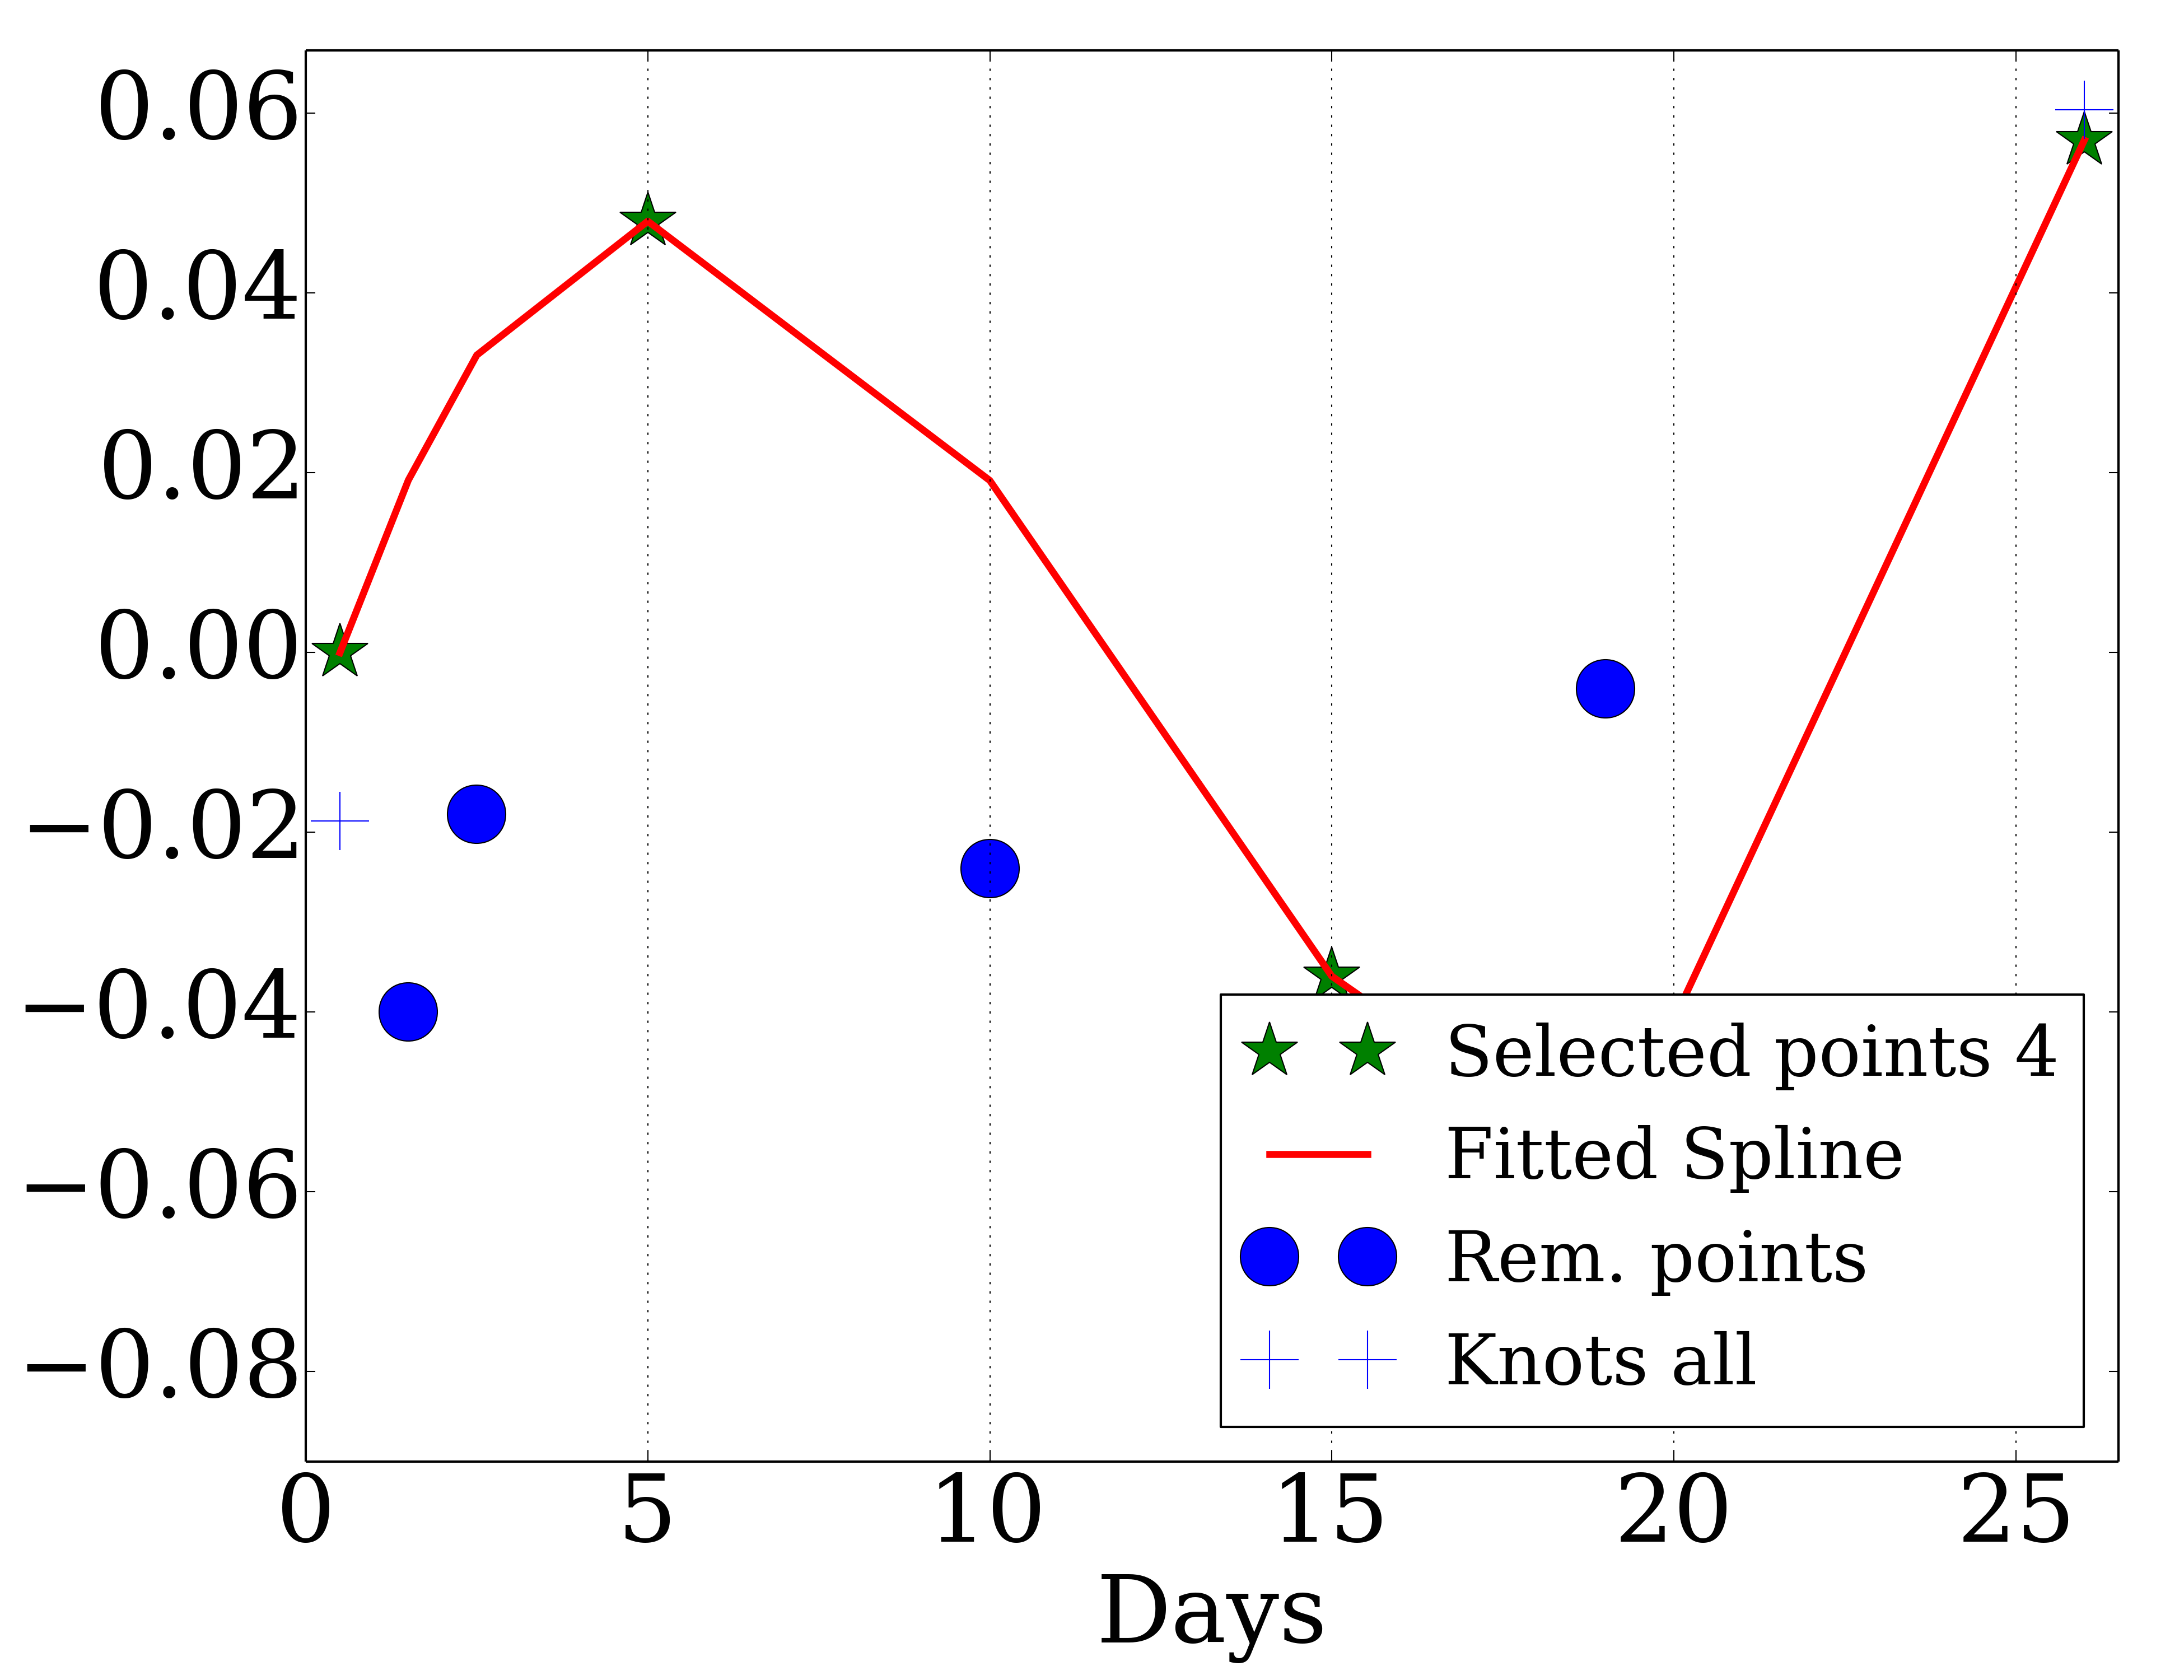 0.06
0.04
0.02
0.00
−0.02
−0.04
−0.06
−0.08
0 5 10 15 20 25
Days
Selected points 4
Fitted Spline
Rem. points
Knots all